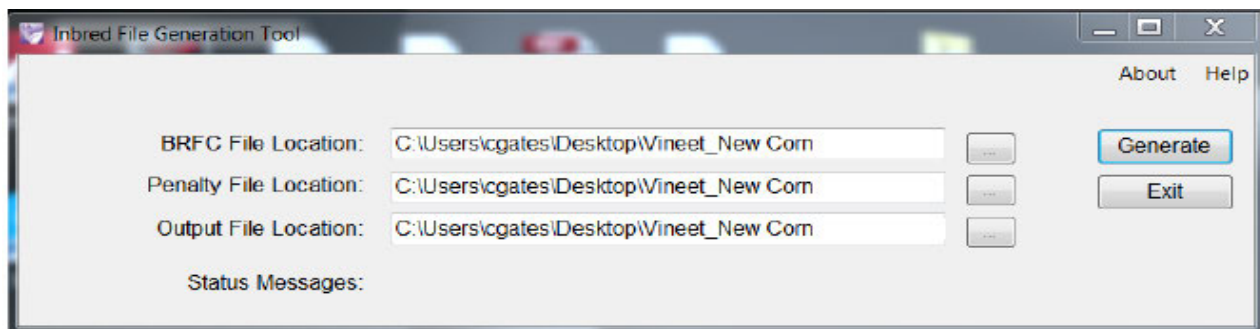 Inbred File Generation Tool
About Help
BRFC File Location: C:\Users\cgates\Desktop\Vineet_New Corn ... Generate
Penalty File Location: C:\Users\cgates\Desktop\Vineet_New Corn ... Exit
Output File Location: C:\Users\cgates\Desktop\Vineet_New Corn ...
Status Messages: